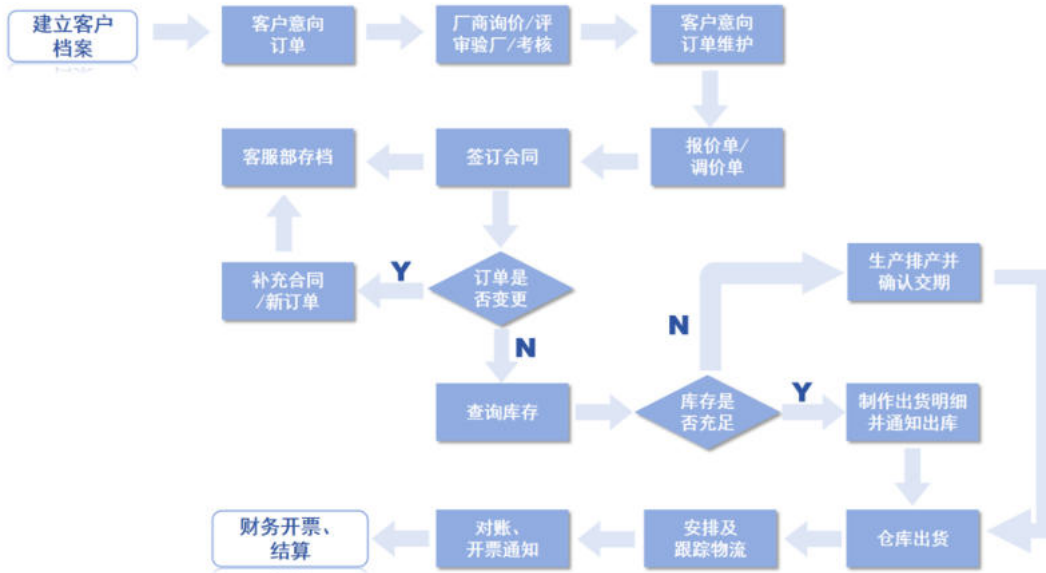 建立客户
档案
客户意向
订单
厂商询价/评
审验厂/考核
客户意向
订单维护
报价单/
调价单
签订合同
客服部存档
补充合同
/新订单
Y
订单是
否变更
N
查询库存
库存是
否充足
N
生产排产并
确认交期
Y
制作出货明细
并通知出库
仓库出货
安排及
跟踪物流
对账、
开票通知
财务开票、
结算